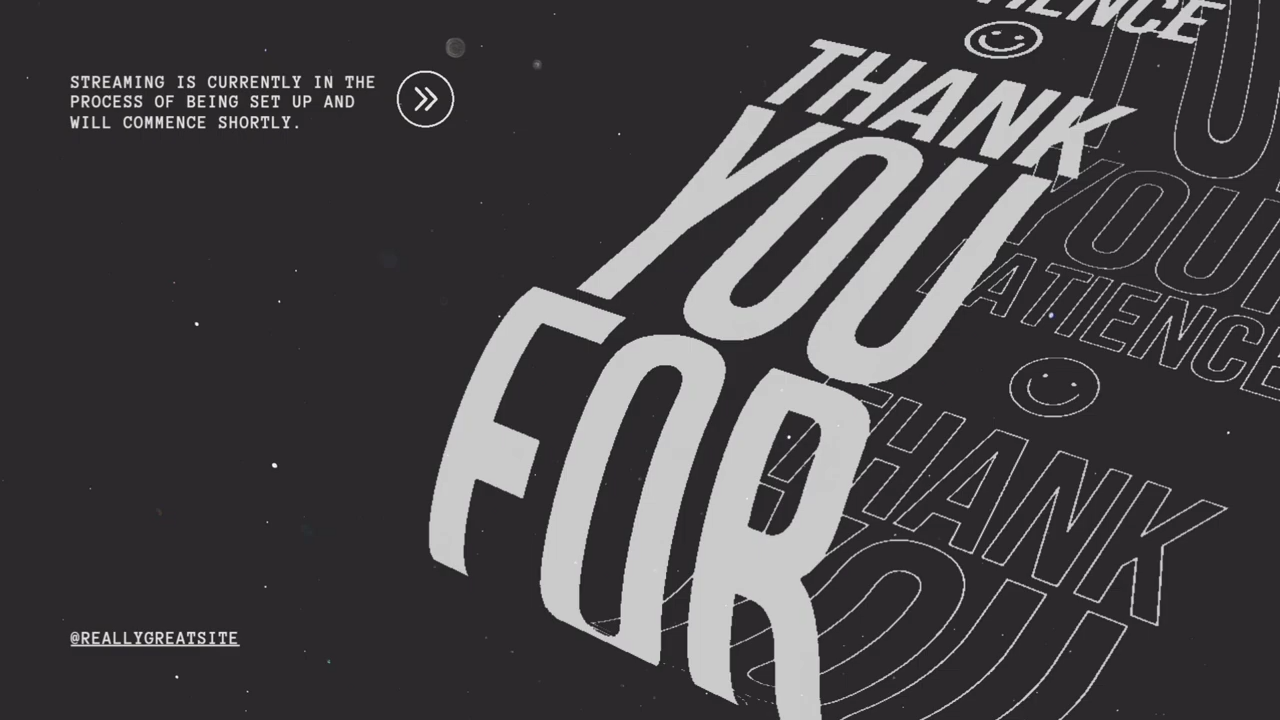 STREAMING IS CURRENTLY IN THE
PROCESS OF BEING SET UP AND
WILL COMMENCE SHORTLY.
@REALLYGREATSITE
THANK
YOU
FOR
YOUR
PATIENCE
THANK
YOU